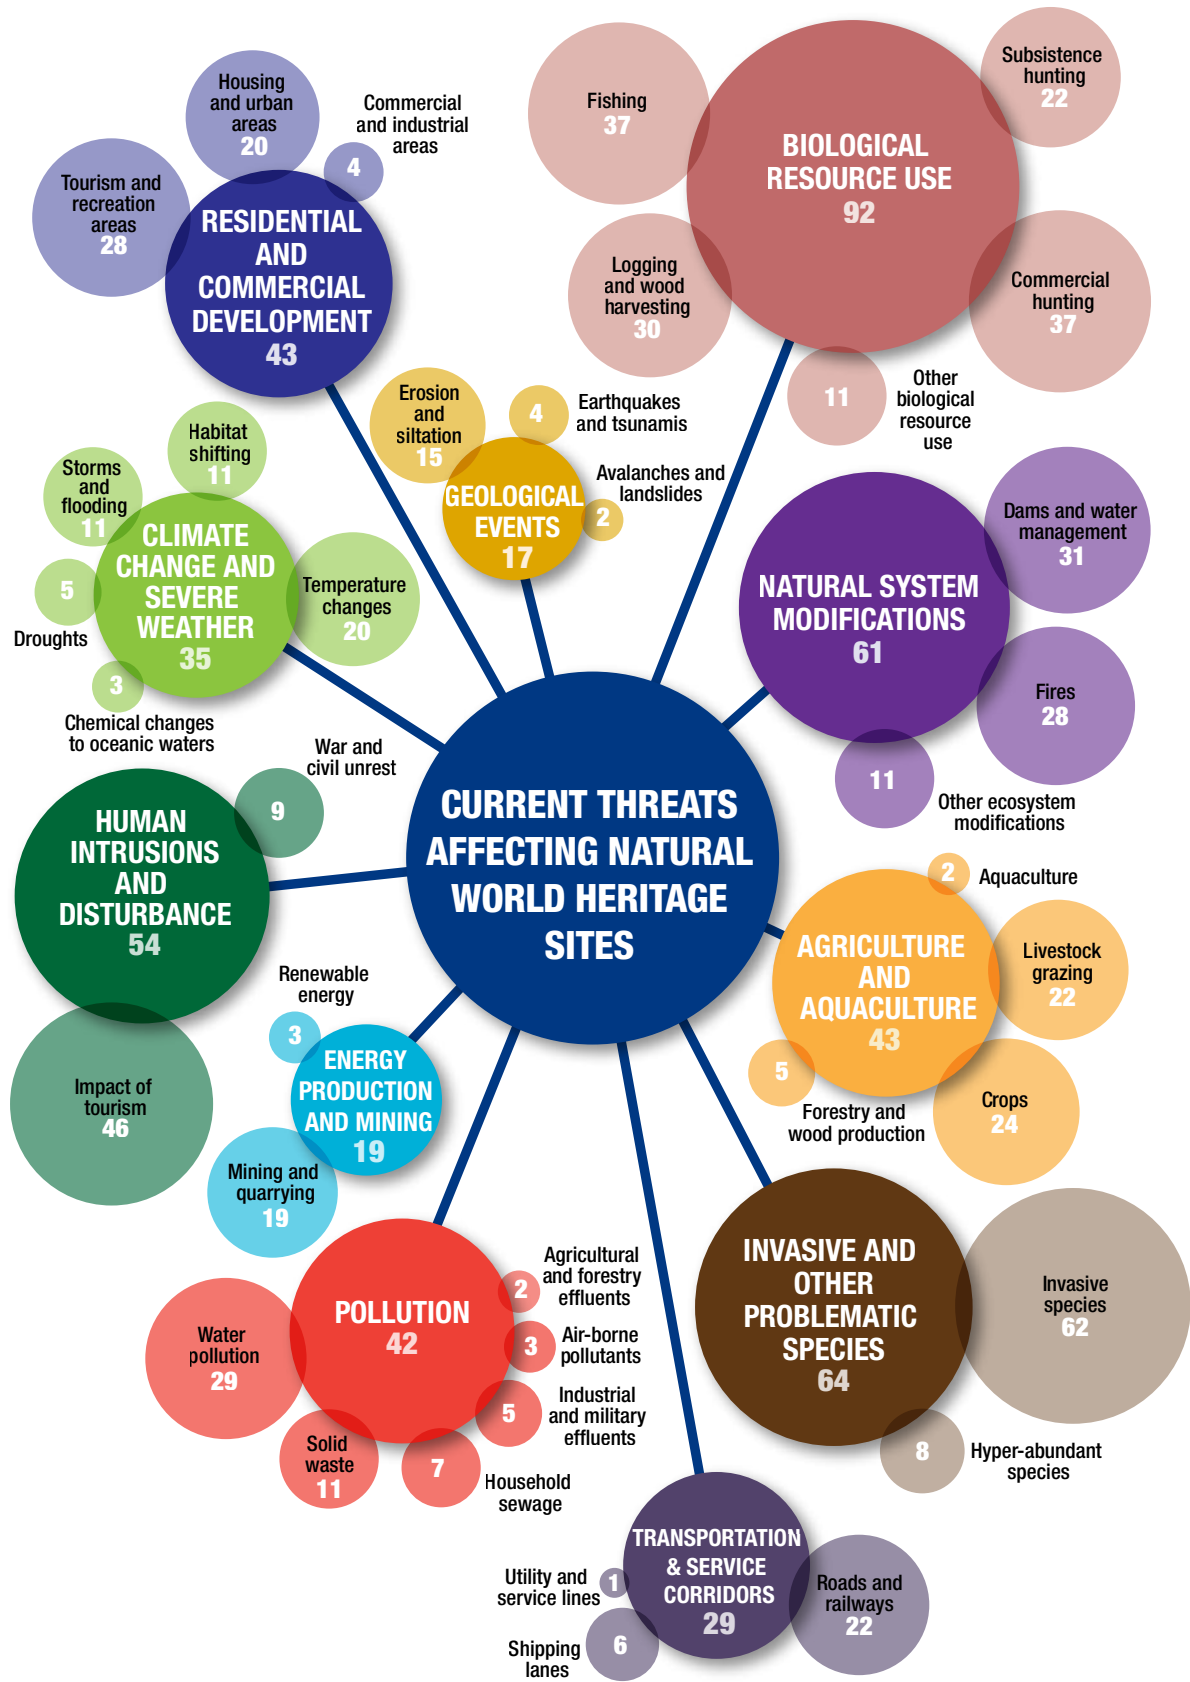 CURRENT THREATS
AFFECTING NATURAL
WORLD HERITAGE
SITES
RESIDENTIAL
AND
COMMERCIAL
DEVELOPMENT
43
Housing
and urban
areas
20
Commercial
and industrial
areas
4
Tourism and
recreation
areas
28
BIOLOGICAL
RESOURCE USE
92
Fishing
37
Subsistence
hunting
22
Logging
and wood
harvesting
30
Commercial
hunting
37
11
Other
biological
resource
use
GEOLOGICAL
EVENTS
17
Erosion
and
siltation
15
4
Earthquakes
and tsunamis
Avalanches and
landslides
2
CLIMATE
CHANGE AND
SEVERE
WEATHER
35
Habitat
shifting
11
Storms
and
flooding
11
5
Droughts
Temperature
changes
20
3
Chemical changes
to oceanic waters
NATURAL SYSTEM
MODIFICATIONS
61
Dams and water
management
31
Fires
28
11
Other ecosystem
modifications
HUMAN
INTRUSIONS
AND
DISTURBANCE
54
War and
civil unrest
9
Impact of
tourism
46
AGRICULTURE
AND
AQUACULTURE
43
2
Aquaculture
Livestock
grazing
22
5
Forestry and
wood production
Crops
24
ENERGY
PRODUCTION
AND MINING
19
Renewable
energy
3
Mining and
quarrying
19
POLLUTION
42
Water
pollution
29
Solid
waste
11
7
Household
sewage
5
Industrial
and military
effluents
3
Air-borne
pollutants
2
Agricultural
and forestry
effluents
INVASIVE AND
OTHER
PROBLEMATIC
SPECIES
64
Invasive
species
62
8
Hyper-abundant
species
TRANSPORTATION
& SERVICE
CORRIDORS
29
Utility and
service lines
1
Shipping
lanes
6
Roads and
railways
22